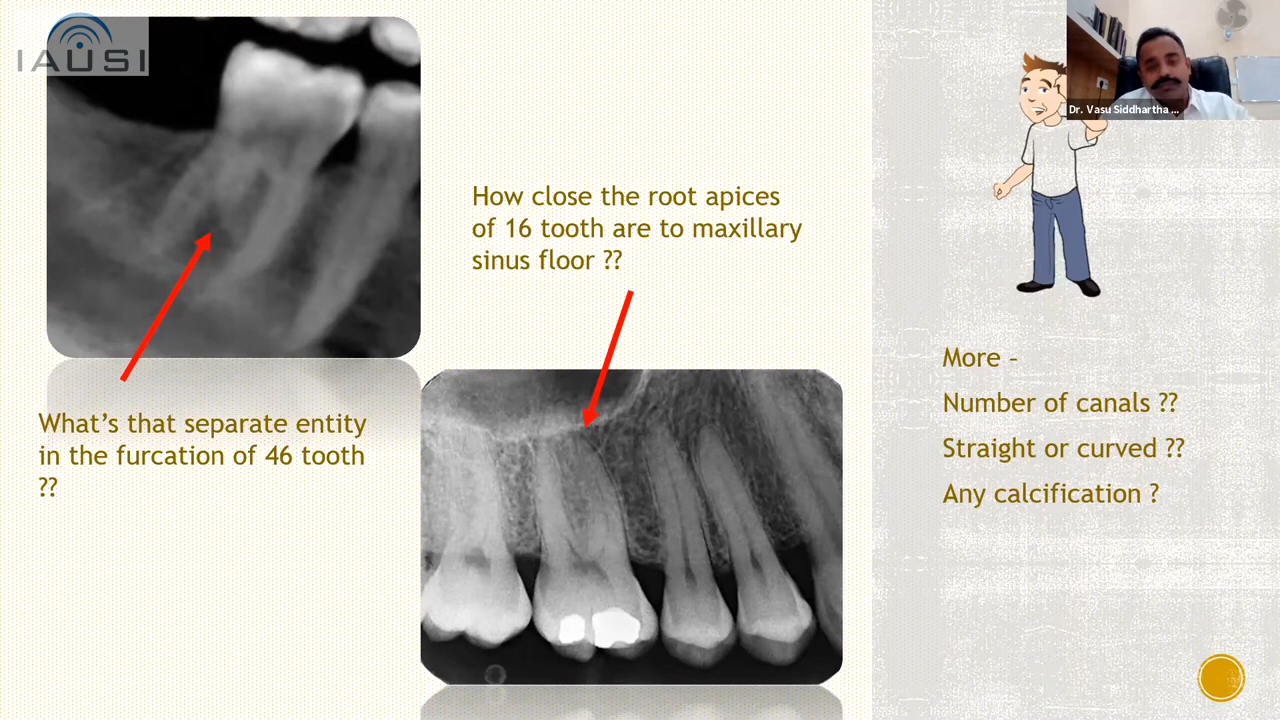 IAUSI
Dr. Vasu Siddhartha ...
How close the root apices
of 16 tooth are to maxillary
sinus floor ??
What's that separate entity
in the furcation of 46 tooth
??
More –
Number of canals ??
Straight or curved ??
Any calcification ?